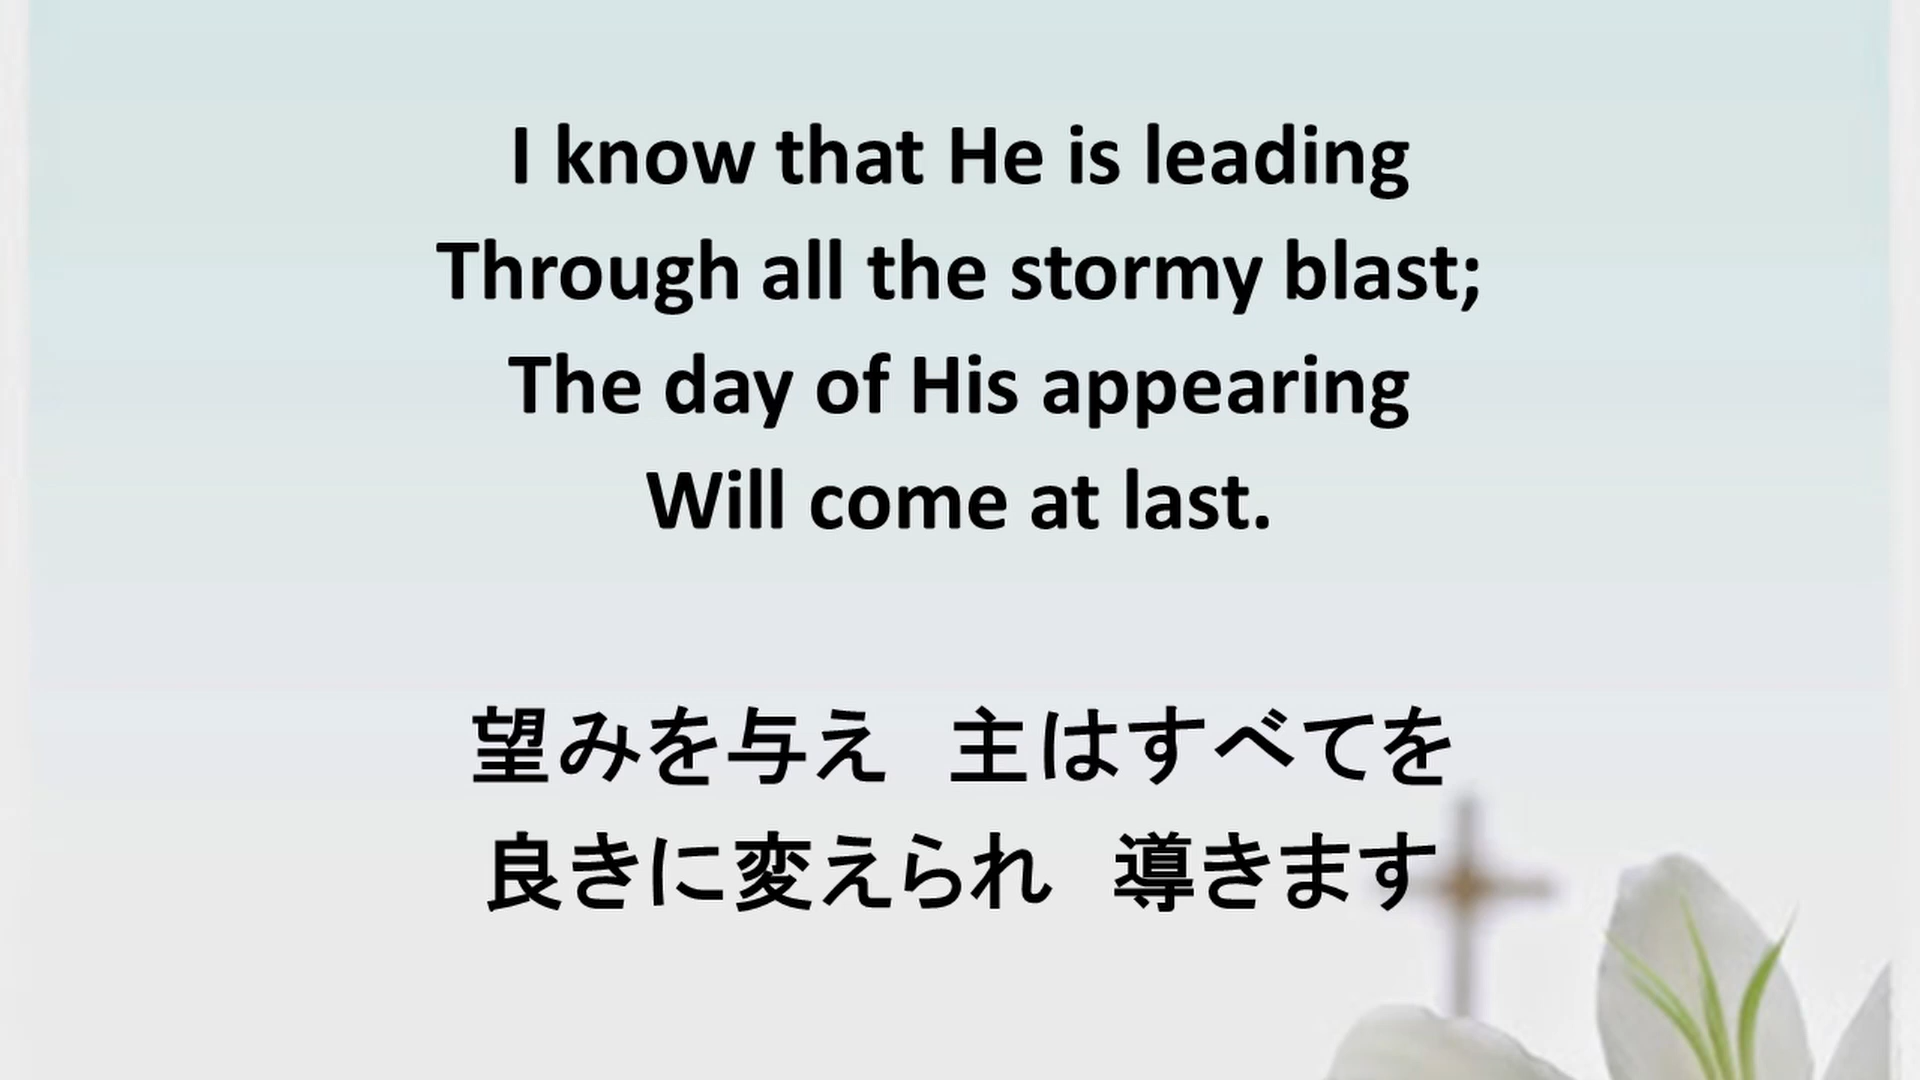 I know that He is leading
Through all the stormy blast;
The day of His appearing
Will come at last.
望みを与え　主はすべてを
良きに変えられ　導きます